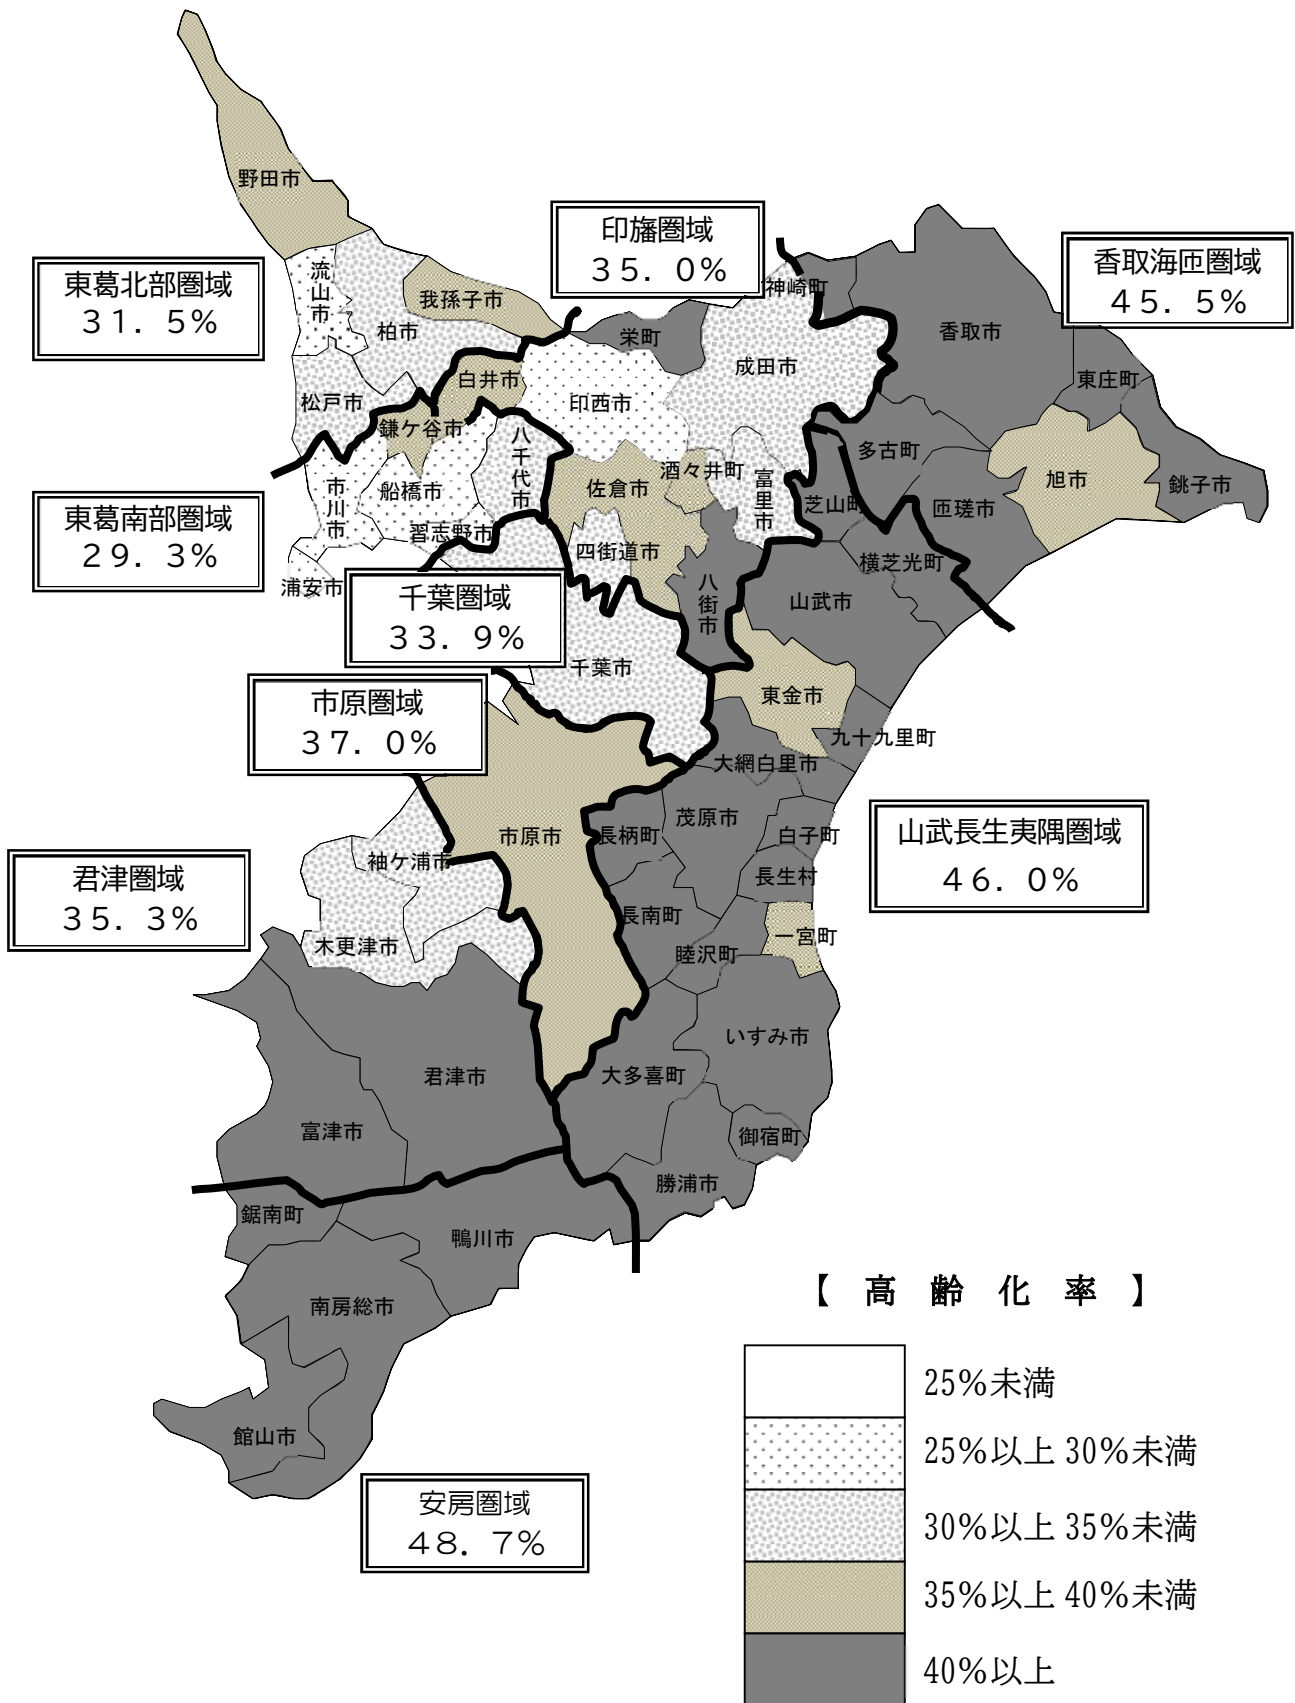 野田市
印旛圏域
３５．０％
香取海匝圏域
４５．５％
東葛北部圏域
３１．５％
流山市
我孫子市
柏市
神崎町
栄町
香取市
成田市
東庄町
白井市
印西市
松戸市
鎌ケ谷市
八千代市
多古町
酒々井町
富里市
旭市
銚子市
船橋市
佐倉市
市川市
芝山町
匝瑳市
東葛南部圏域
２９．３％
習志野市
四街道市
横芝光町
浦安市
八街市
山武市
千葉圏域
３３．９％
千葉市
東金市
市原圏域
３７．０％
九十九里町
大網白里市
茂原市
市原市
長柄町
白子町
山武長生夷隅圏域
４６．０％
袖ケ浦市
長生村
君津圏域
３５．３％
長南町
一宮町
木更津市
睦沢町
いすみ市
君津市
大多喜町
富津市
御宿町
勝浦市
鋸南町
鴨川市
南房総市
館山市
安房圏域
４８．７％
【 高 齢 化 率 】
25％未満
25％以上 30％未満
30％以上 35％未満
35％以上 40％未満
40％以上